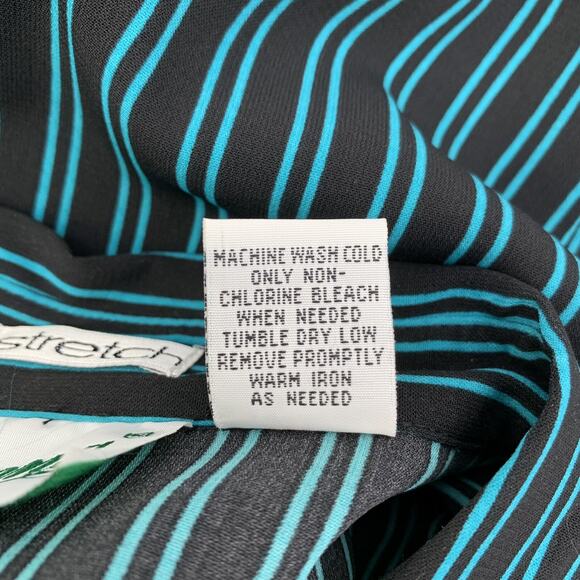 MACHINE WASH COLD
ONLY NON-
CHLORINE BLEACH
WHEN NEEDED
TUMBLE DRY LOW
REMOVE PROMPTLY
WARM IRON
AS NEEDED
stretch